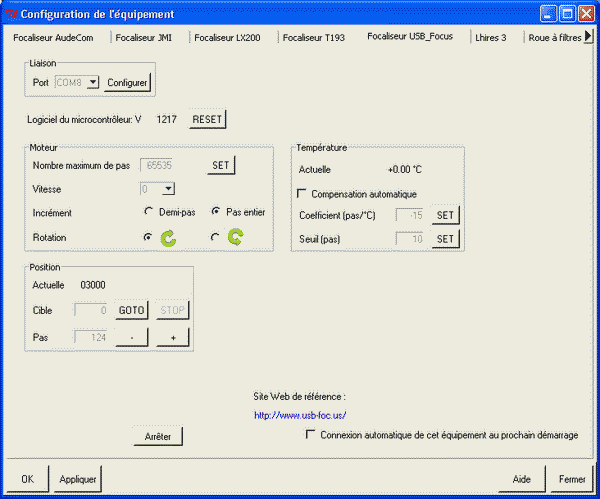 Configuration de l'équipement
Focaliseur AudeCom Focaliseur JMI Focaliseur LX200 Focaliseur T193 Focaliseur USB_Focus Lhires 3 Roue à filtres
Liaison
Port COM8 Configurer
Logiciel du microcontrôleur: V 1217 RESET
Moteur
Nombre maximum de pas 65535 SET
Vitesse 0
Incrément Demi-pas Pas entier
Rotation
Température
Actuelle +0.00 °C
Compensation automatique
Coefficient (pas/°C) -15 SET
Seuil (pas) 10 SET
Position
Actuelle 03000
Cible 0 GOTO STOP
Pas 124 - +
Site Web de référence :
http://www.usb-foc.us/
Arrêter Connexion automatique de cet équipement au prochain démarrage
OK Appliquer Aide Fermer